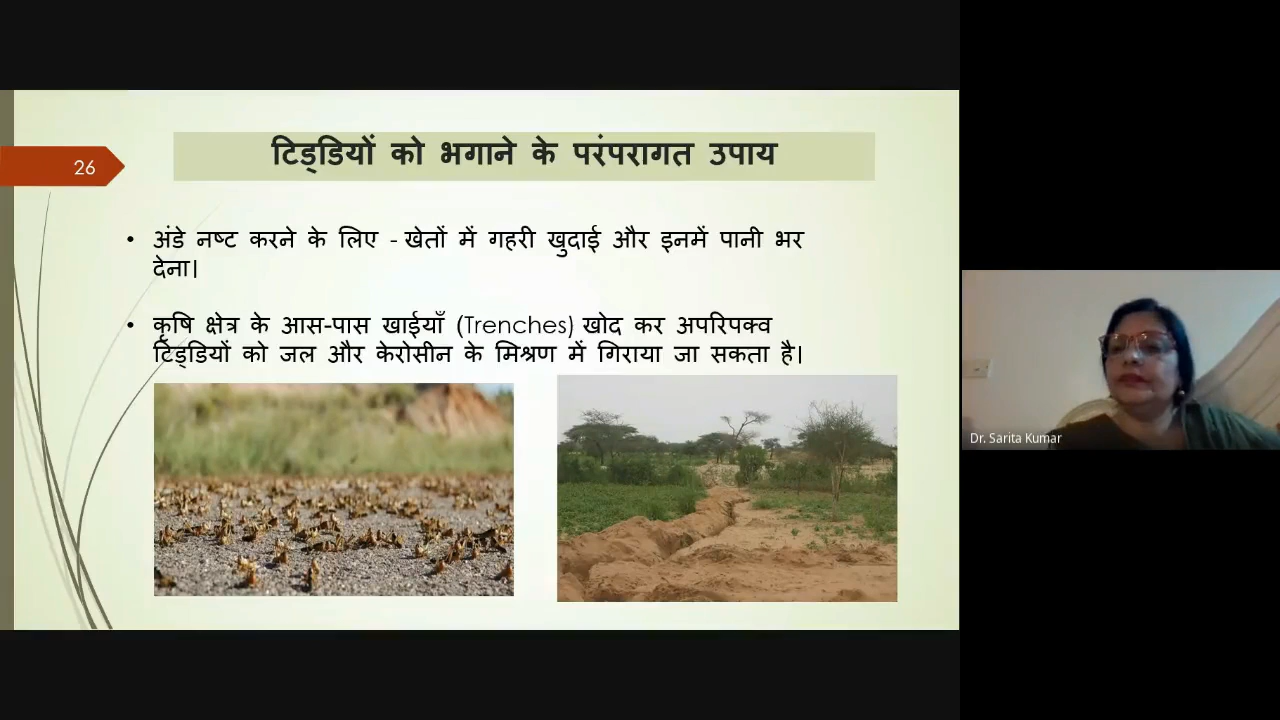 26
टिड्डियों को भगाने के परंपरागत उपाय
• अंडे नष्ट करने के लिए - खेतों में गहरी खुदाई और इनमें पानी भर
देना।
• कृषि क्षेत्र के आस-पास खाईयाँ (Trenches) खोद कर अपरिपक्व
टिड्डियों को जल और केरोसीन के मिश्रण में गिराया जा सकता है।
Dr. Sarita Kumar